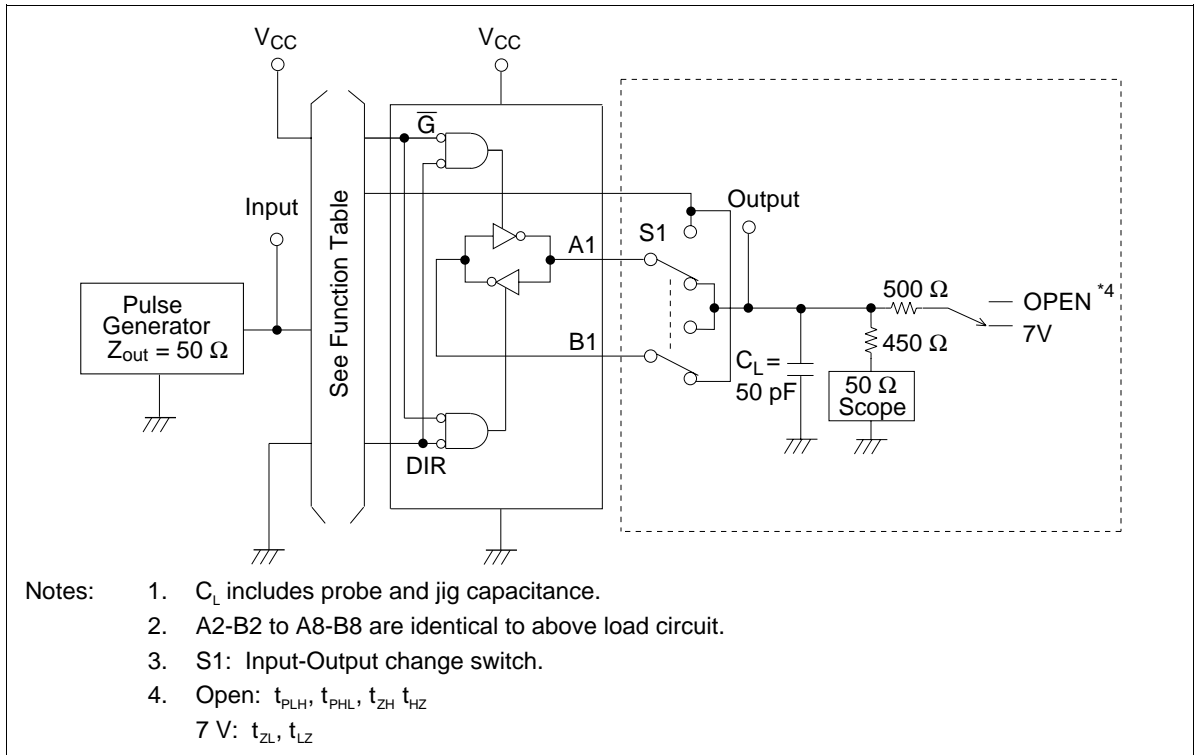 VCC VCC
G
Input
See Function Table
Output
S1
A1
500 Ω
OPEN *4
7V
Pulse
Generator
Zout = 50 Ω
B1
CL =
50 pF
450 Ω
50 Ω
Scope
DIR
Notes: 1. CL includes probe and jig capacitance.
2. A2-B2 to A8-B8 are identical to above load circuit.
3. S1: Input-Output change switch.
4. Open: tPLH, tPHL, tZH tHZ
7 V: tZL, tLZ